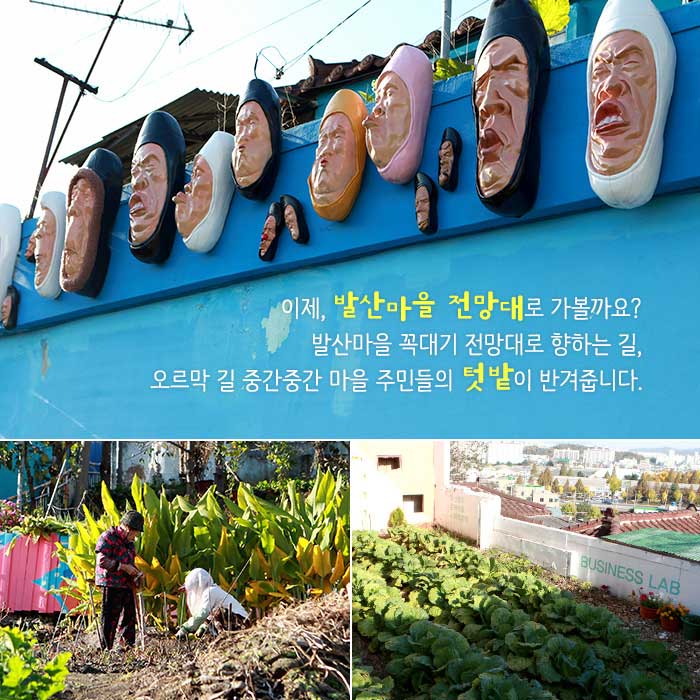 이제, 발산마을 전망대로 가볼까요?
발산마을 꼭대기 전망대로 향하는 길,
오르막 길 중간중간 마을 주민들의 텃밭이 반겨줍니다.
BUSINESS LAB